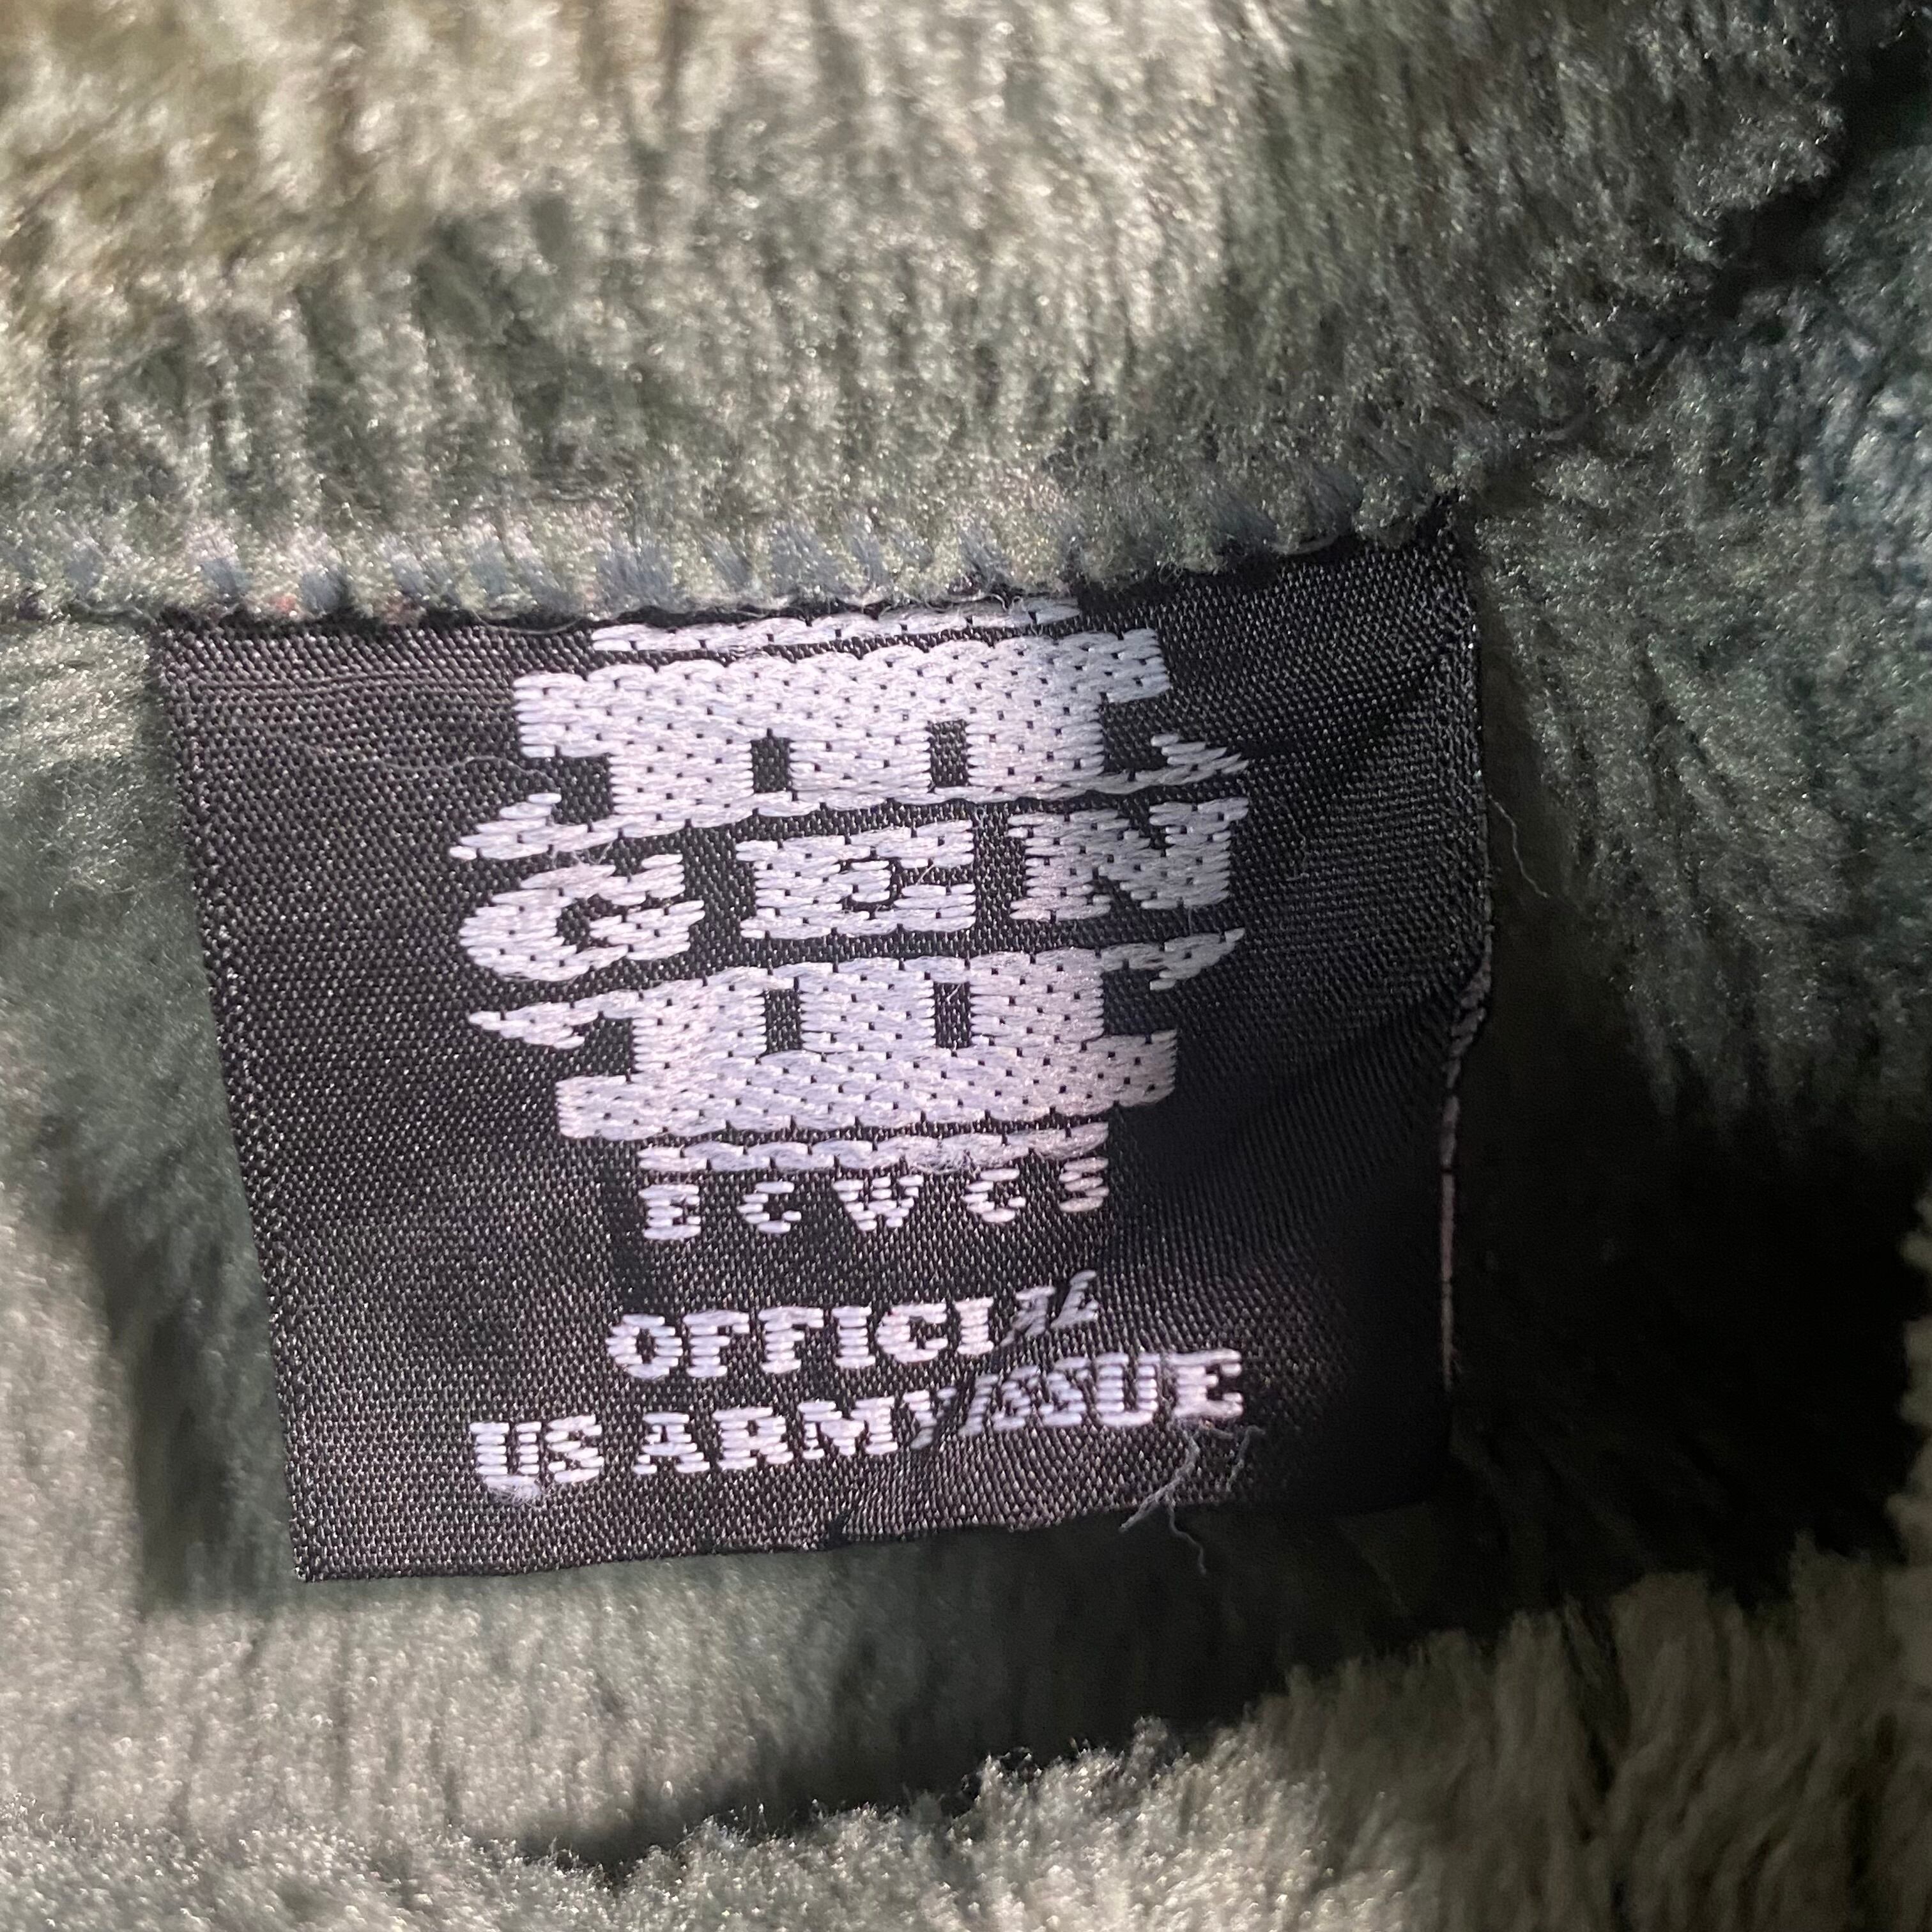 GEN
III
ECWCS
OFFICIAL
US ARMY ISSUE